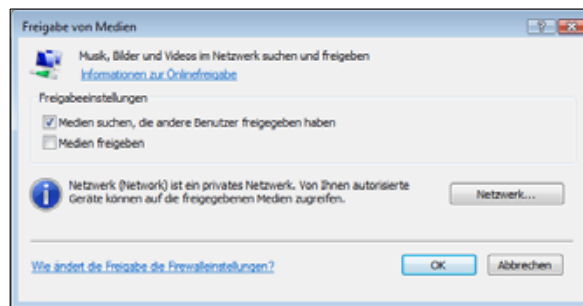 Freigabe von Medien
Musik, Bilder und Videos im Netzwerk suchen und freigeben
Informationen zur Onlinefreigabe
Freigabeeinstellungen
Medien suchen, die andere Benutzer freigegeben haben
Medien freigeben
Netzwerk (Network) ist ein privates Netzwerk. Von Ihnen autorisierte
Geräte können auf die freigegebenen Medien zugreifen.
Netzwerk...
Wie ändert die Freigabe die Firewalleinstellungen?
OK
Abbrechen